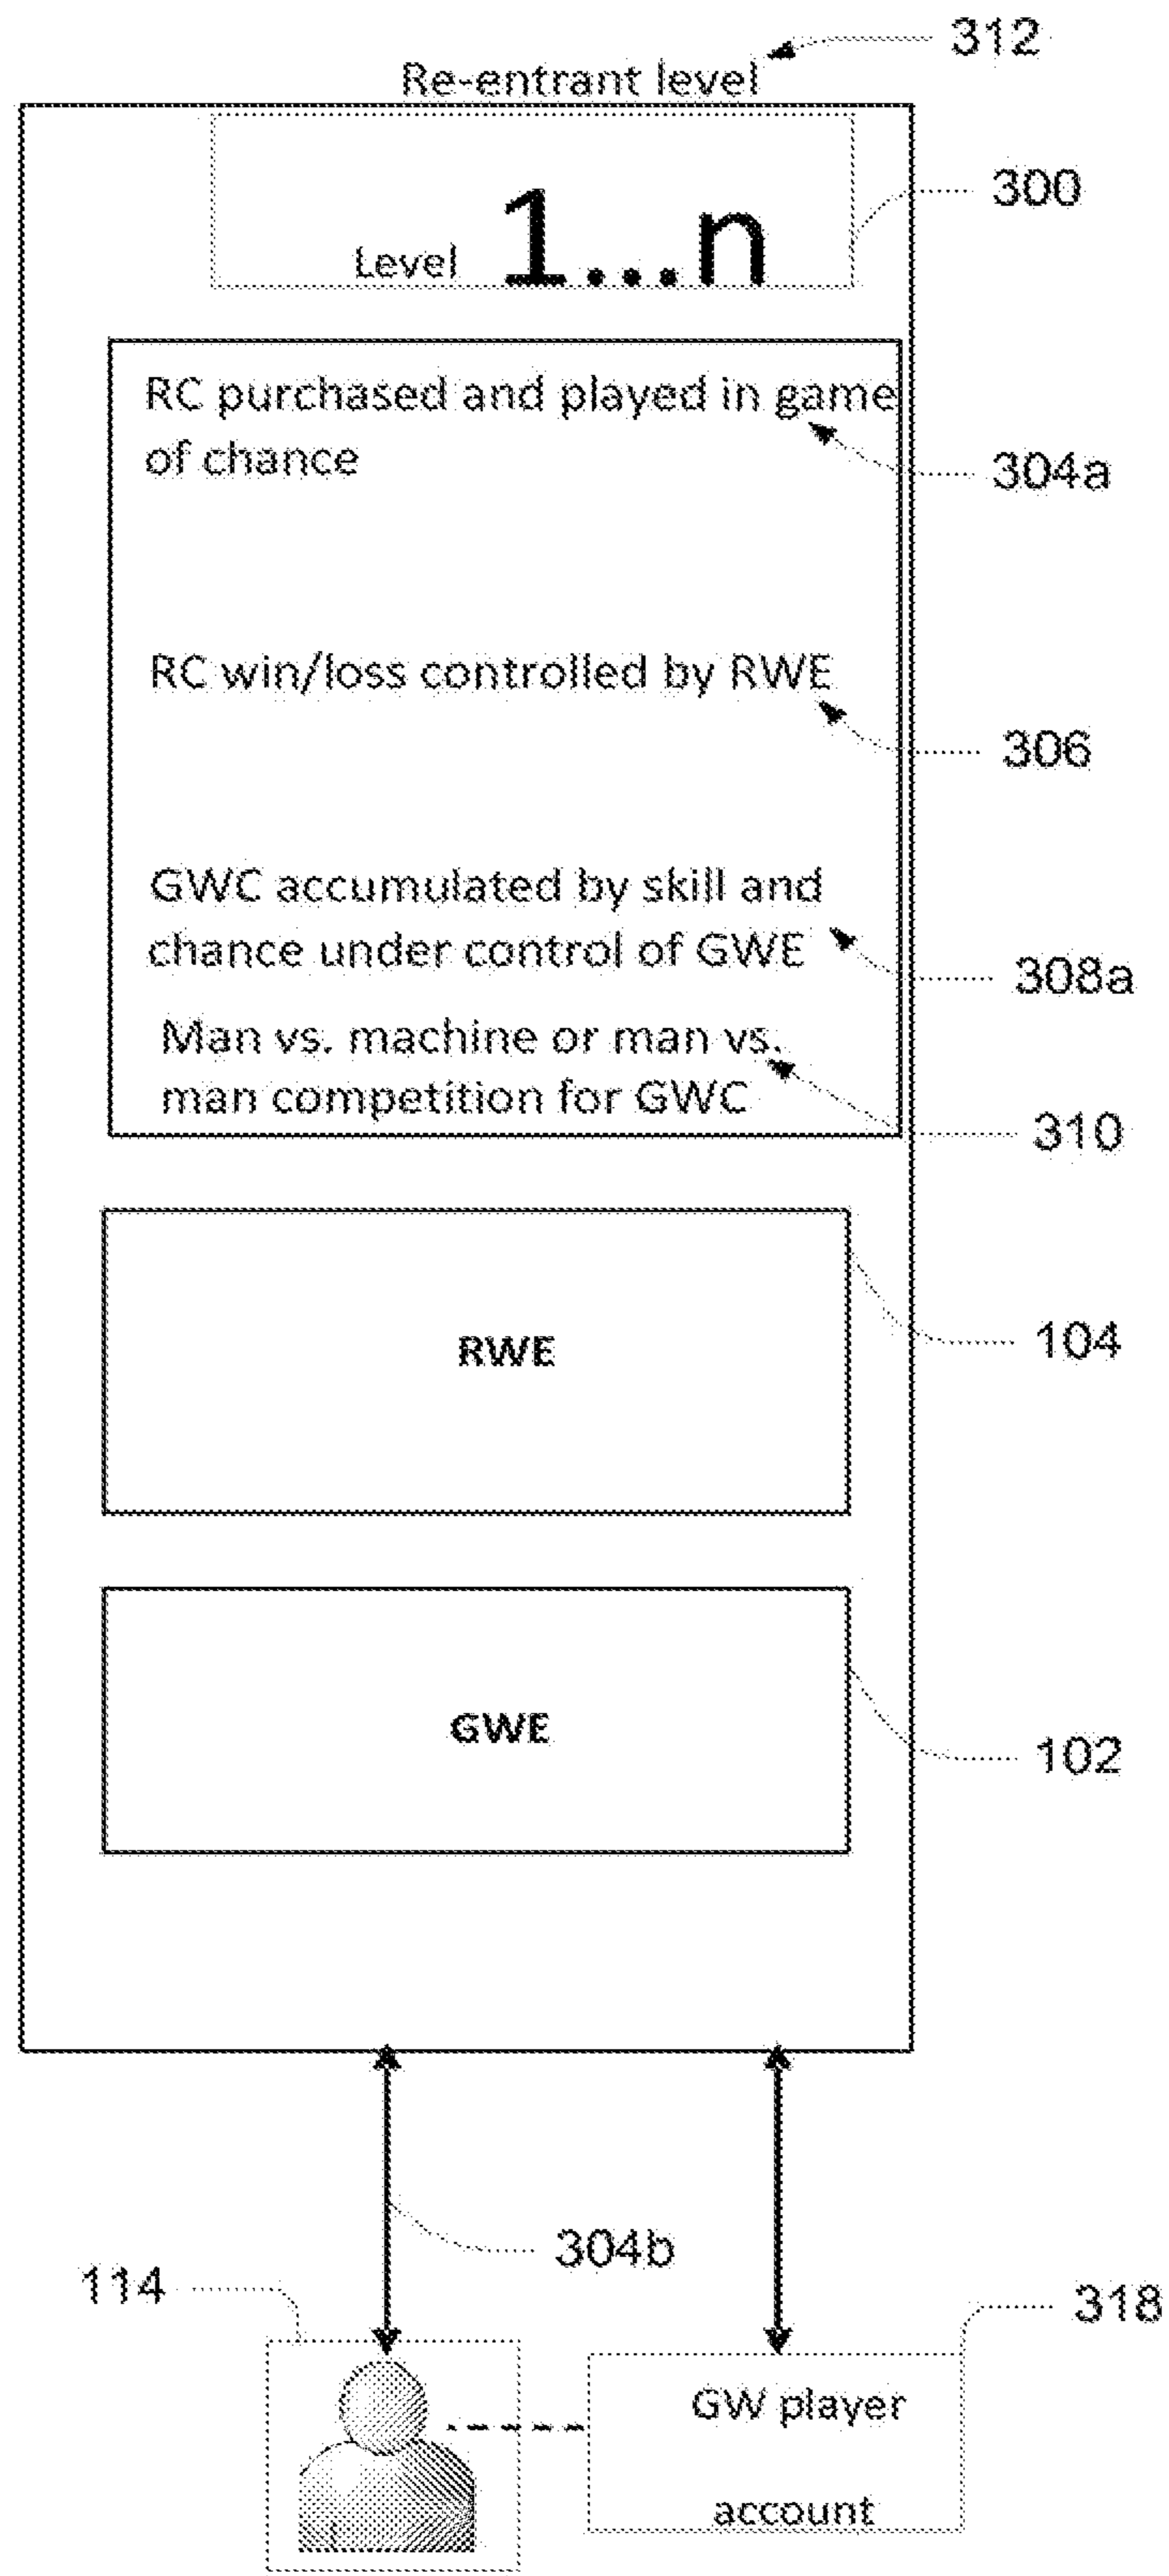 312
Re-entrant level
300
Level 1...n
RC purchased and played in game
of chance
304a
RC win/loss controlled by RWE
306
GWC accumulated by skill and
chance under control of GWE
308a
Man vs. machine or man vs.
man competition for GWC
310
RWE
104
GWE
102
304b
114
318
GW player
account